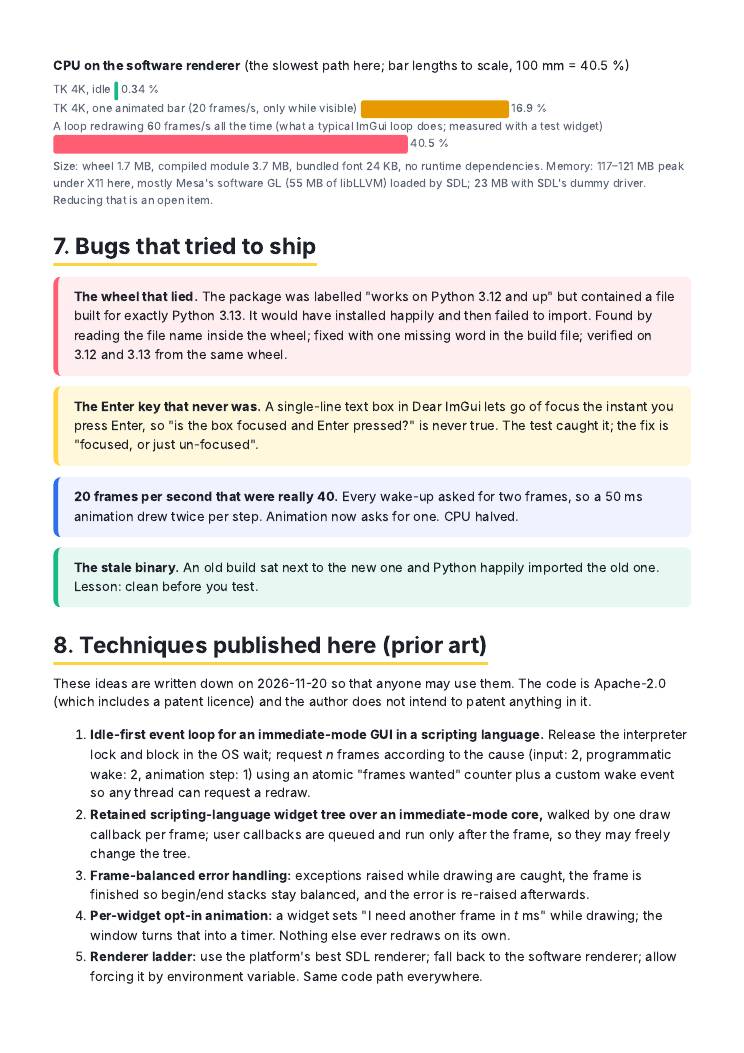 CPU on the software renderer (the slowest path here; bar lengths to scale, 100 mm = 40.5 %)
TK 4K, idle 0.34 %
TK 4K, one animated bar (20 frames/s, only while visible) 16.9 %
A loop redrawing 60 frames/s all the time (what a typical ImGui loop does; measured with a test widget)
40.5 %
Size: wheel 1.7 MB, compiled module 3.7 MB, bundled font 24 KB, no runtime dependencies. Memory: 117–121 MB peak
under X11 here, mostly Mesa's software GL (55 MB of libLLVM) loaded by SDL; 23 MB with SDL's dummy driver.
Reducing that is an open item.
7. Bugs that tried to ship
The wheel that lied. The package was labelled "works on Python 3.12 and up" but contained a file
built for exactly Python 3.13. It would have installed happily and then failed to import. Found by
reading the file name inside the wheel; fixed with one missing word in the build file; verified on
3.12 and 3.13 from the same wheel.
The Enter key that never was. A single-line text box in Dear ImGui lets go of focus the instant you
press Enter, so "is the box focused and Enter pressed?" is never true. The test caught it; the fix is
"focused, or just un-focused".
20 frames per second that were really 40. Every wake-up asked for two frames, so a 50 ms
animation drew twice per step. Animation now asks for one. CPU halved.
The stale binary. An old build sat next to the new one and Python happily imported the old one.
Lesson: clean before you test.
8. Techniques published here (prior art)
These ideas are written down on 2026-11-20 so that anyone may use them. The code is Apache-2.0
(which includes a patent licence) and the author does not intend to patent anything in it.
1. Idle-first event loop for an immediate-mode GUI in a scripting language. Release the interpreter
lock and block in the OS wait; request n frames according to the cause (input: 2, programmatic
wake: 2, animation step: 1) using an atomic "frames wanted" counter plus a custom wake event
so any thread can request a redraw.
2. Retained scripting-language widget tree over an immediate-mode core, walked by one draw
callback per frame; user callbacks are queued and run only after the frame, so they may freely
change the tree.
3. Frame-balanced error handling: exceptions raised while drawing are caught, the frame is
finished so begin/end stacks stay balanced, and the error is re-raised afterwards.
4. Per-widget opt-in animation: a widget sets "I need another frame in t ms" while drawing; the
window turns that into a timer. Nothing else ever redraws on its own.
5. Renderer ladder: use the platform's best SDL renderer; fall back to the software renderer; allow
forcing it by environment variable. Same code path everywhere.